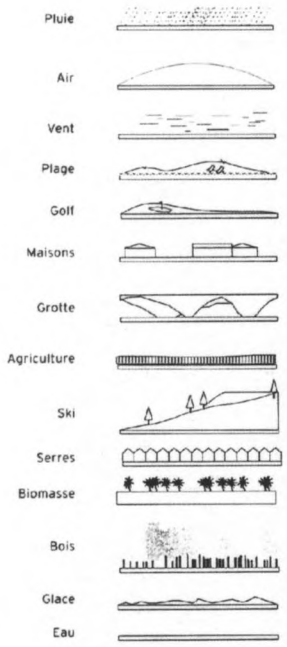 Pluie
Air
Vent
Plage
Golf
Maisons
Grotte
Agriculture
Ski
Serres
Biomasse
Bois
Glace
Eau